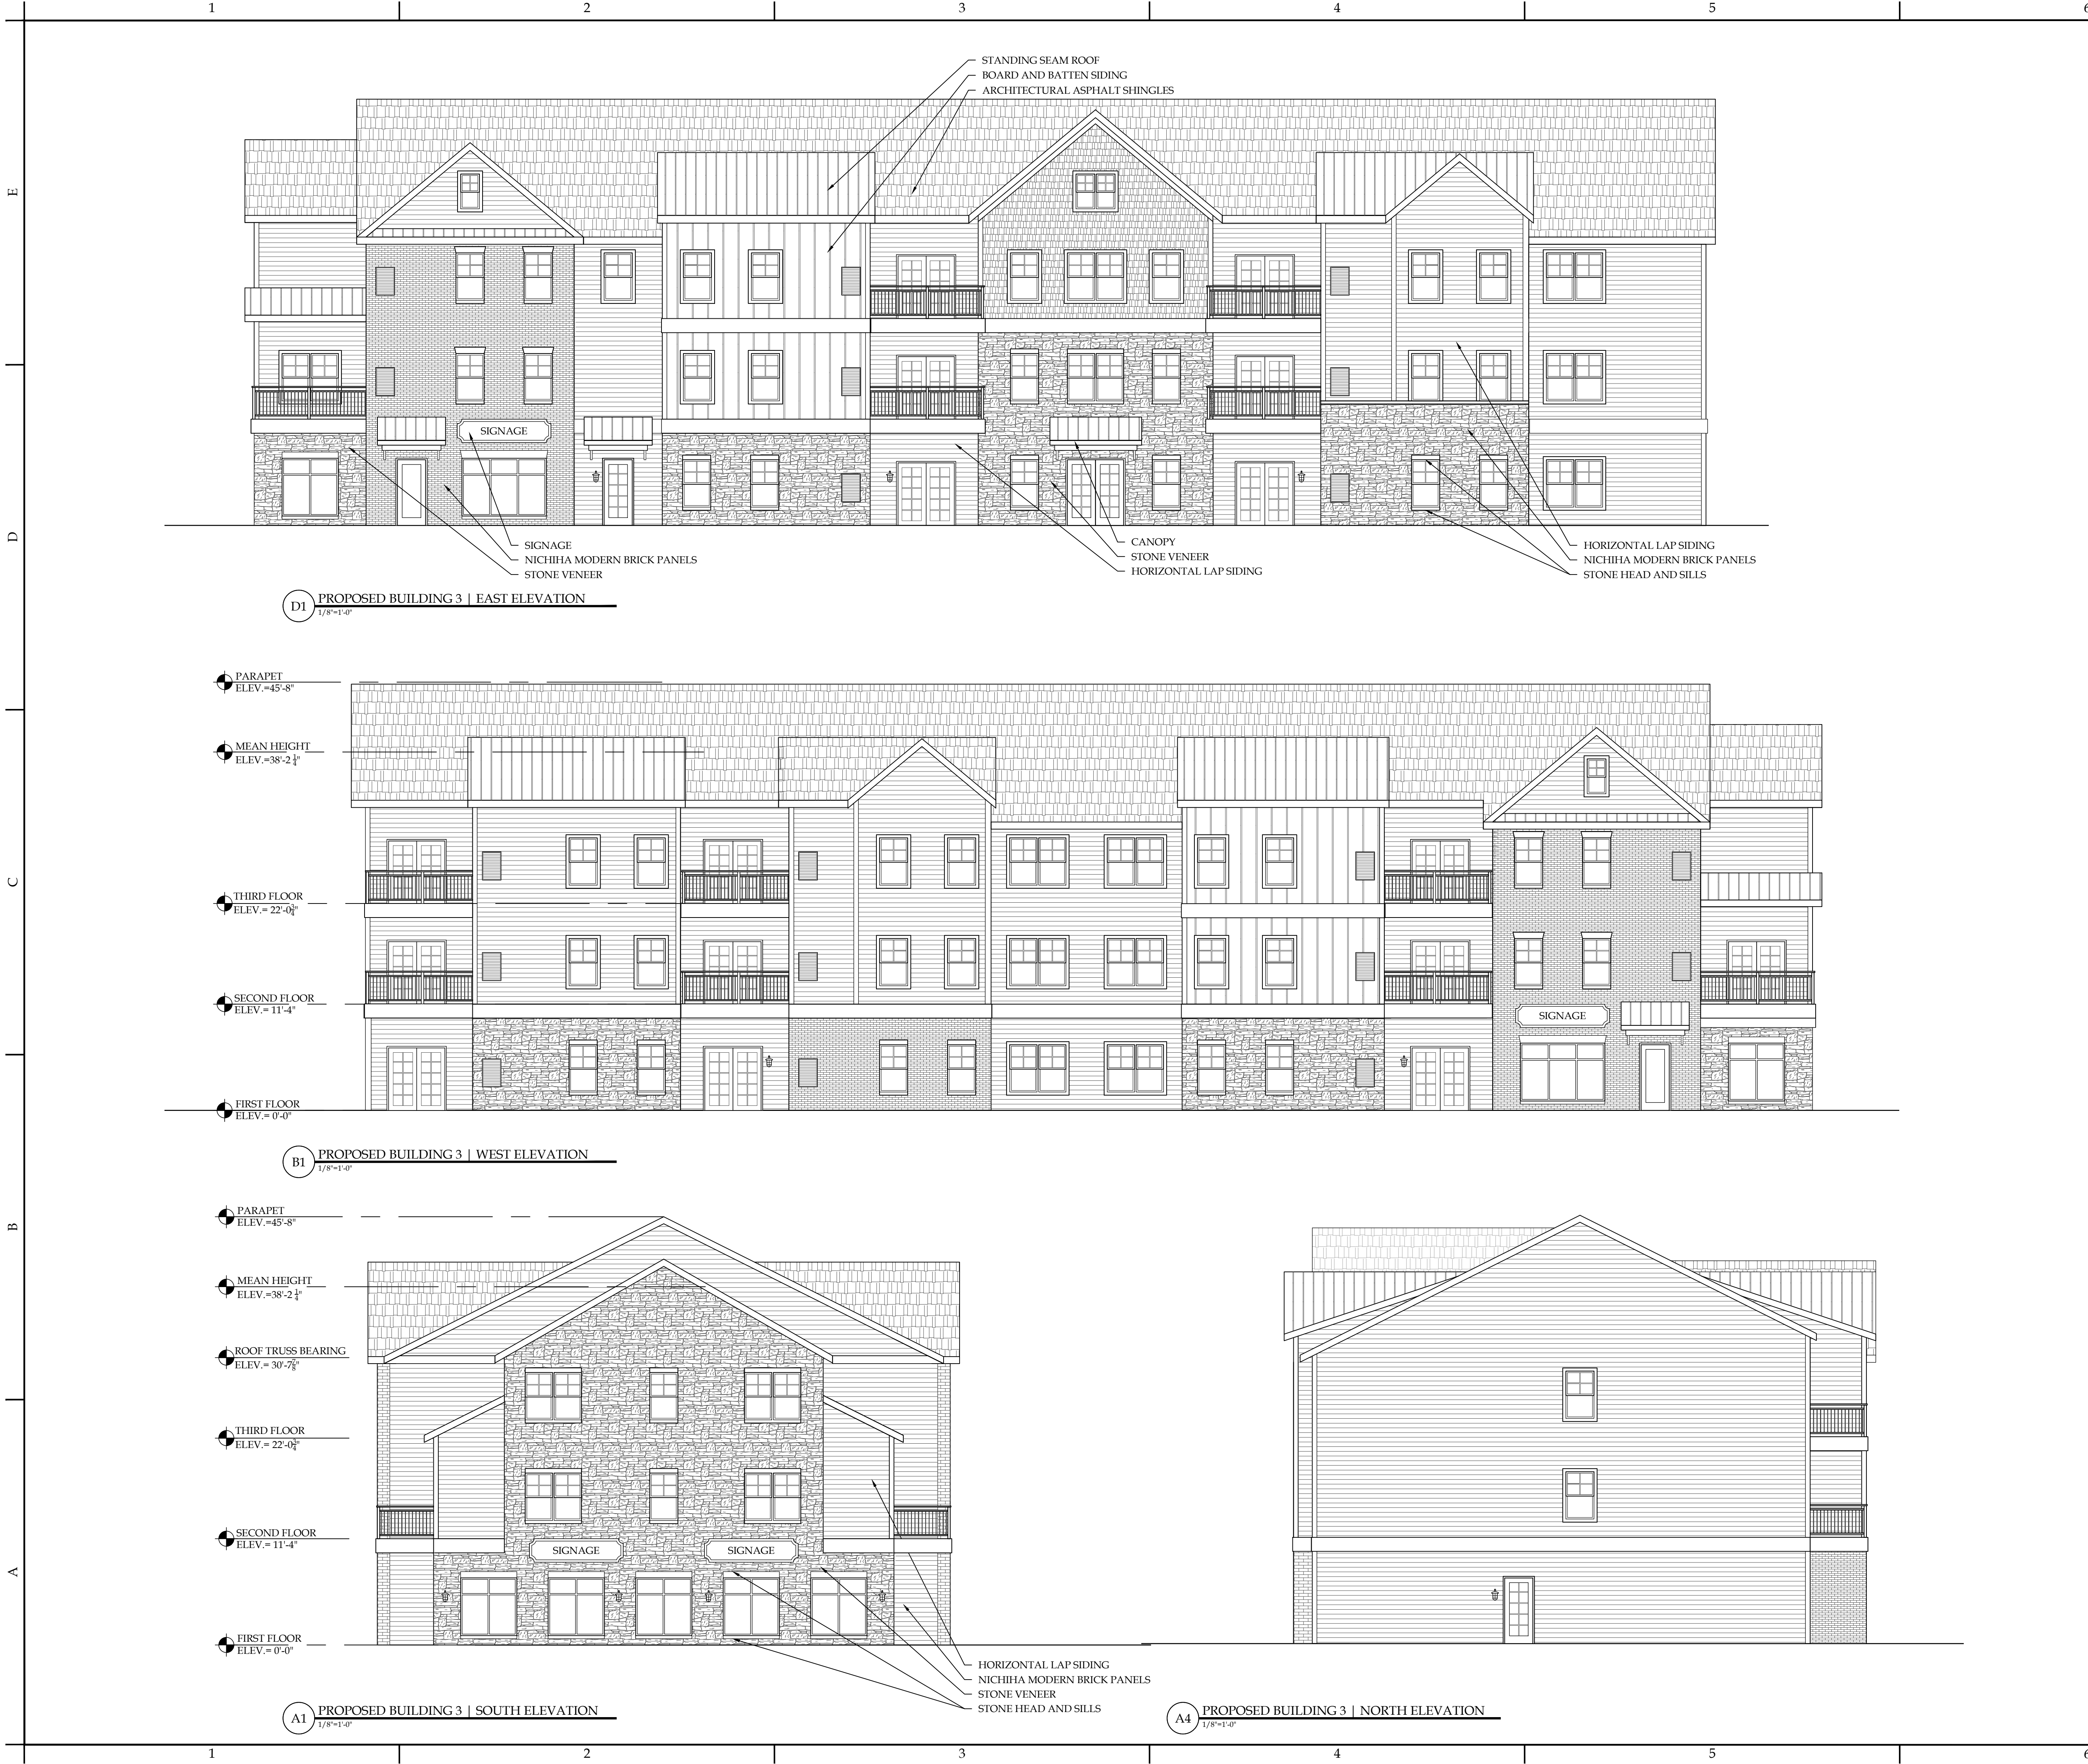 1 2 3 4 5 6
STANDING SEAM ROOF
BOARD AND BATTEN SIDING
ARCHITECTURAL ASPHALT SHINGLES
E
SIGNAGE
D
SIGNAGE
NICHIHA MODERN BRICK PANELS
STONE VENEER
CANOPY
STONE VENEER
HORIZONTAL LAP SIDING
HORIZONTAL LAP SIDING
NICHIHA MODERN BRICK PANELS
STONE HEAD AND SILLS
D1 PROPOSED BUILDING 3 | EAST ELEVATION
1/8"=1'-0"
PARAPET
ELEV.=45'-8"
MEAN HEIGHT
ELEV.=38'-2 1/4"
C
THIRD FLOOR
ELEV.= 22'-0 3/4"
SECOND FLOOR
ELEV.= 11'-4"
SIGNAGE
FIRST FLOOR
ELEV.= 0'-0"
B1 PROPOSED BUILDING 3 | WEST ELEVATION
1/8"=1'-0"
B
PARAPET
ELEV.=45'-8"
MEAN HEIGHT
ELEV.=38'-2 1/4"
ROOF TRUSS BEARING
ELEV.= 30'-7 7/8"
THIRD FLOOR
ELEV.= 22'-0 3/4"
SECOND FLOOR
ELEV.= 11'-4"
SIGNAGE SIGNAGE
A
FIRST FLOOR
ELEV.= 0'-0"
HORIZONTAL LAP SIDING
NICHIHA MODERN BRICK PANELS
STONE VENEER
STONE HEAD AND SILLS
A1 PROPOSED BUILDING 3 | SOUTH ELEVATION
1/8"=1'-0"
A4 PROPOSED BUILDING 3 | NORTH ELEVATION
1/8"=1'-0"
1 2 3 4 5 6